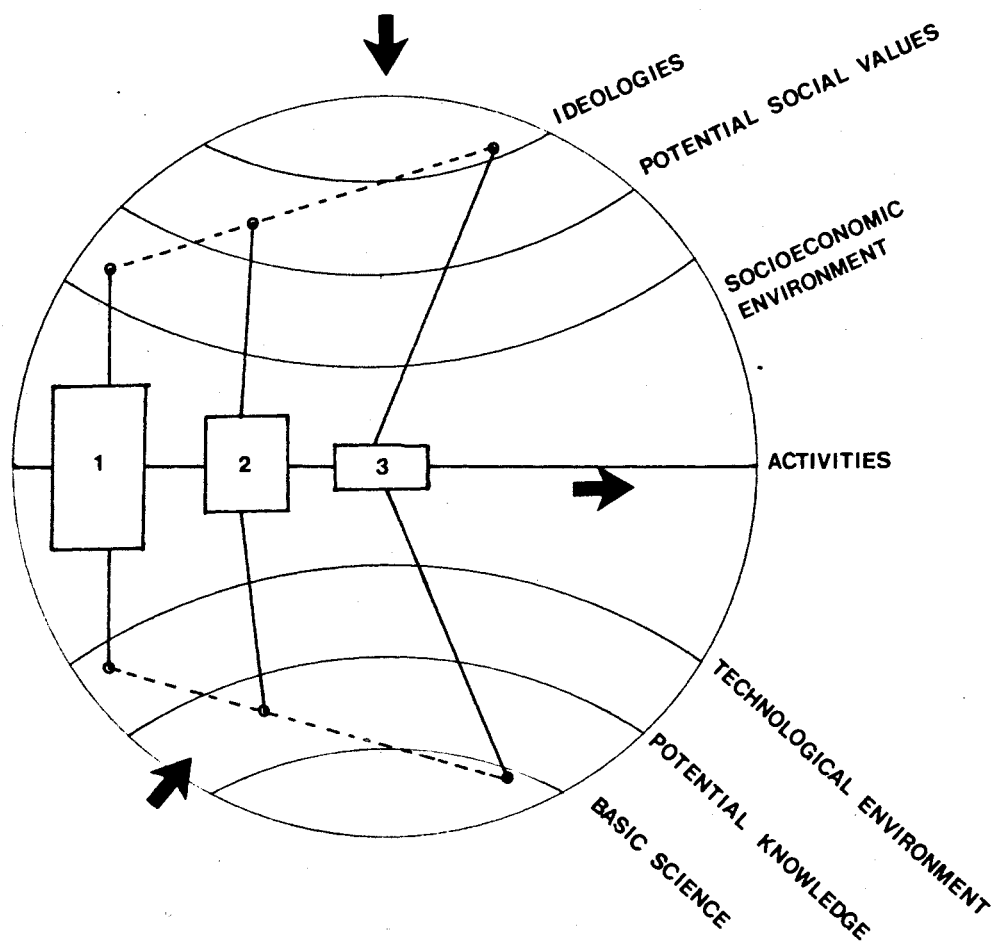 IDEOLOGIES
POTENTIAL SOCIAL VALUES
SOCIOECONOMIC
ENVIRONMENT
1
2
3
ACTIVITIES
TECHNOLOGICAL ENVIRONMENT
POTENTIAL KNOWLEDGE
BASIC SCIENCE